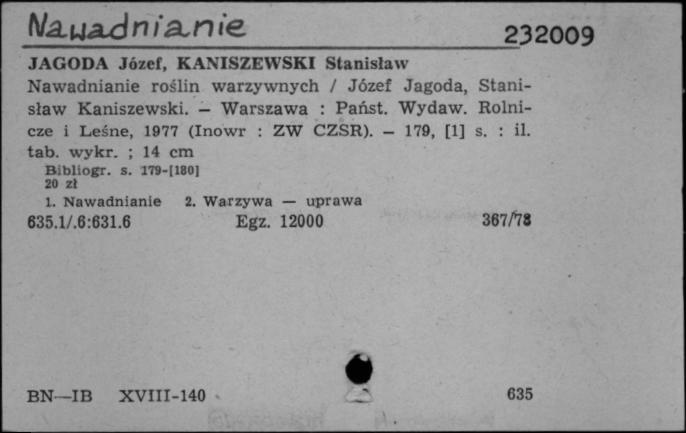 Nawadnianie
232009
JAGODA Józef, KANISZEWSKI Stanisław
Nawadnianie roślin warzywnych / Józef Jagoda, Stani-
sław Kaniszewski. — Warszawa : Państ. Wydaw. Rolni-
cze i Leśne, 1977 (Inowr : ZW CZSR). — 179, [1] s. : il.
tab. wykr. ; 14 cm
Bibliogr. s. 179-[180]
20 zł
1. Nawadnianie 2. Warzywa — uprawa
635.1/.6:631.6 Egz. 12000 367/78
BN—IB XVIII-140 635